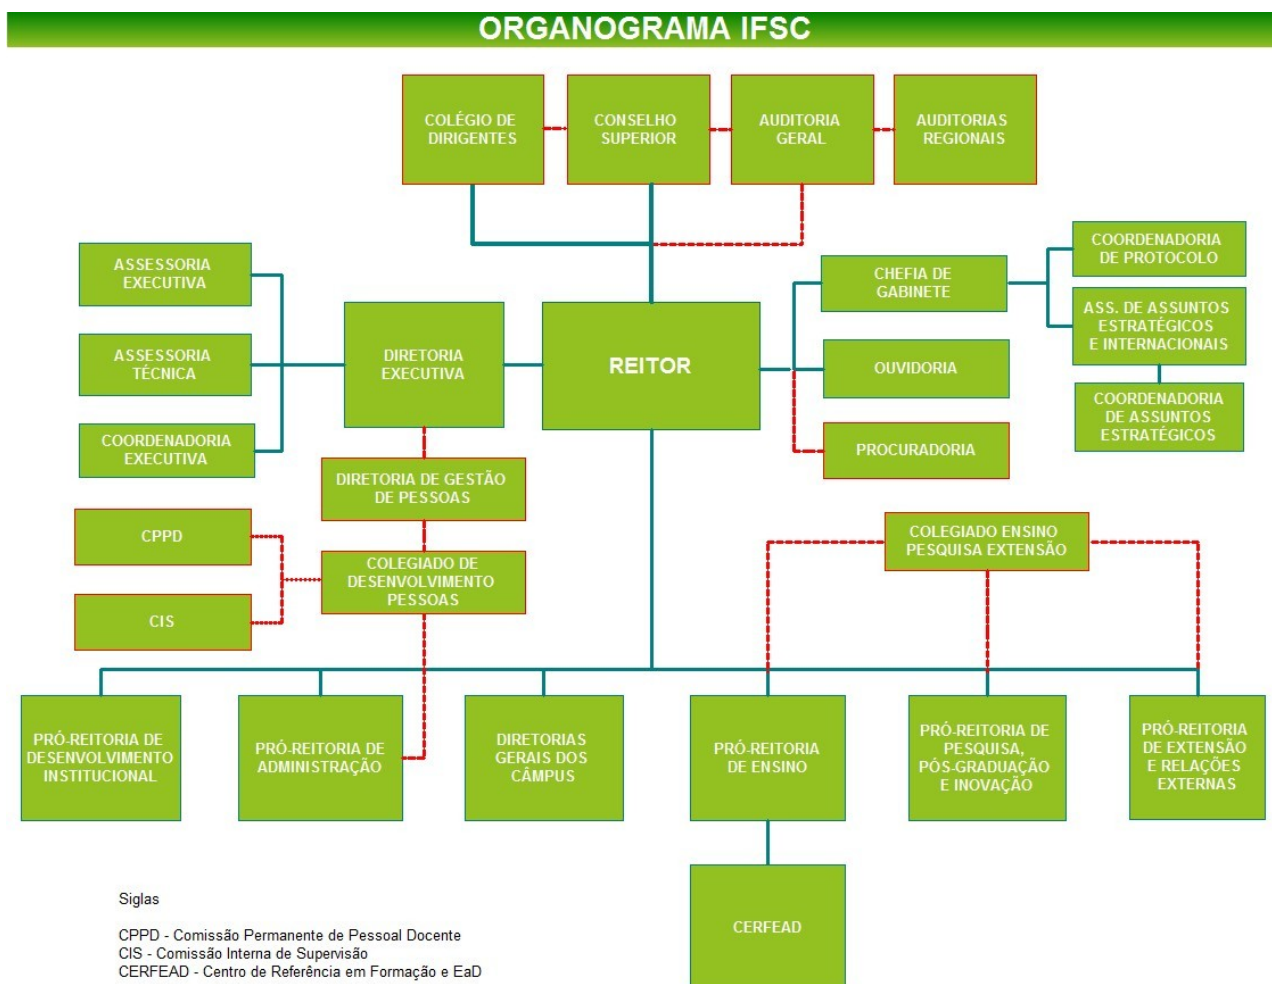 ORGANOGRAMA IFSC
COLÉGIO DE
DIRIGENTES
CONSELHO
SUPERIOR
AUDITORIA
GERAL
AUDITORIAS
REGIONAIS
ASSESSORIA
EXECUTIVA
ASSESSORIA
TÉCNICA
COORDENADORIA
EXECUTIVA
DIRETORIA
EXECUTIVA
REITOR
CHEFIA DE
GABINETE
OUVIDORIA
PROCURADORIA
COORDENADORIA
DE PROTOCOLO
ASS. DE ASSUNTOS
ESTRATÉGICOS
E INTERNACIONAIS
COORDENADORIA
DE ASSUNTOS
ESTRATÉGICOS
DIRETORIA DE GESTÃO
DE PESSOAS
CPPD
CIS
COLEGIADO DE
DESENVOLVIMENTO
PESSOAS
COLEGIADO ENSINO
PESQUISA EXTENSÃO
PRÓ-REITORIA DE
DESENVOLVIMENTO
INSTITUCIONAL
PRÓ-REITORIA DE
ADMINISTRAÇÃO
DIRETORIAS
GERAIS DOS
CÂMPUS
PRÓ-REITORIA
DE ENSINO
PRÓ-REITORIA DE
PESQUISA,
PÓS-GRADUAÇÃO
E INOVAÇÃO
PRÓ-REITORIA
DE EXTENSÃO
E RELAÇÕES
EXTERNAS
CERFEAD
Siglas
CPPD - Comissão Permanente de Pessoal Docente
CIS - Comissão Interna de Supervisão
CERFEAD - Centro de Referência em Formação e EaD